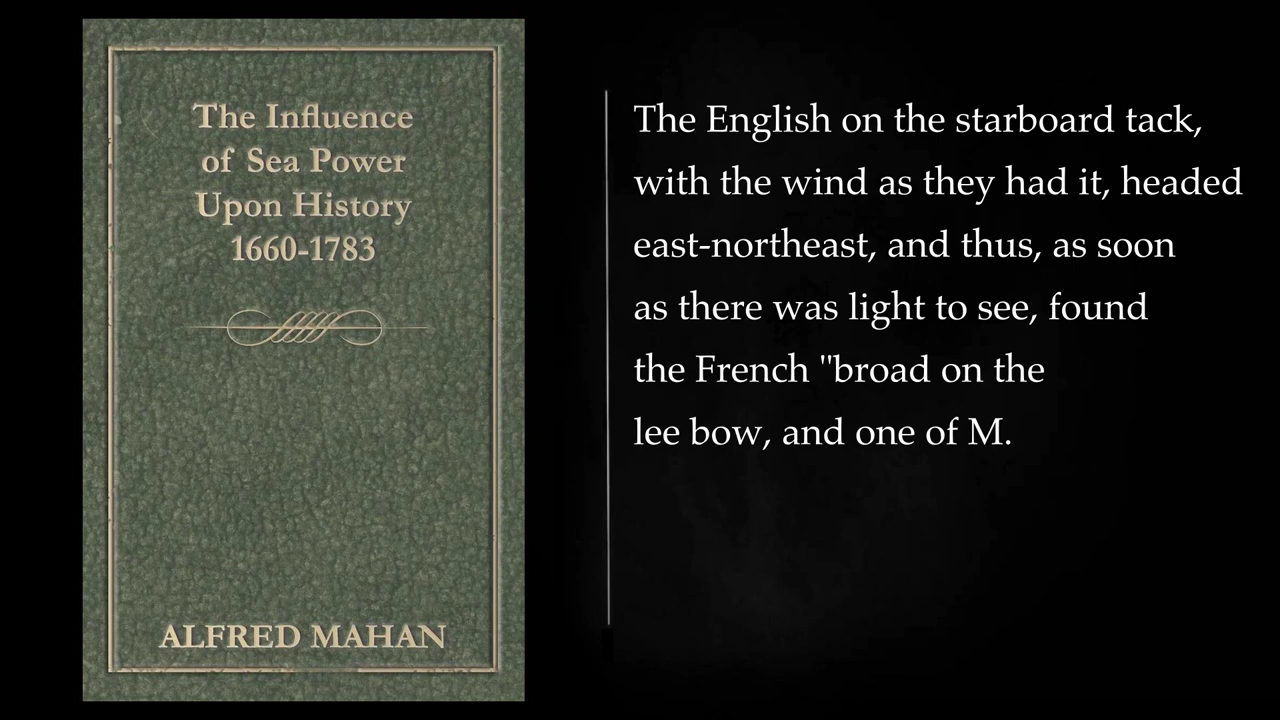 The Influence
of Sea Power
Upon History
1660-1783
ALFRED MAHAN
The English on the starboard tack,
with the wind as they had it, headed
east-northeast, and thus, as soon
as there was light to see, found
the French "broad on the
lee bow, and one of M.